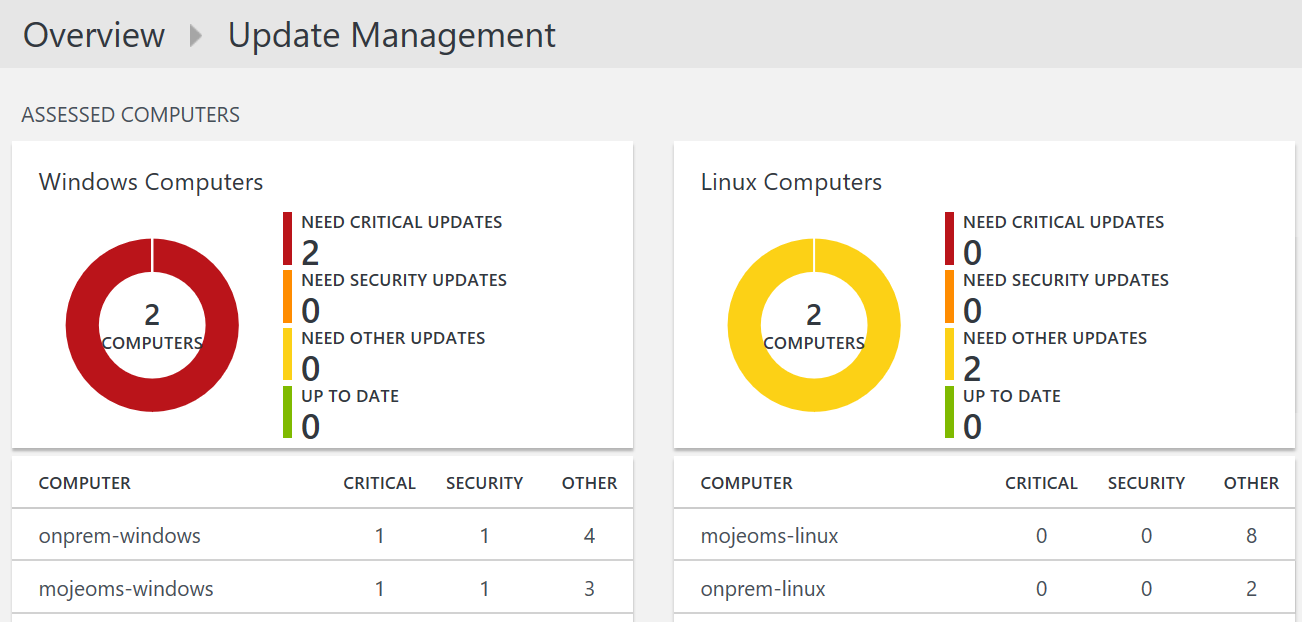 Overview Update Management
ASSESSED COMPUTERS
Windows Computers
2
COMPUTERS
NEED CRITICAL UPDATES
2
NEED SECURITY UPDATES
0
NEED OTHER UPDATES
0
UP TO DATE
0
COMPUTER CRITICAL SECURITY OTHER
onprem-windows 1 1 4
mojeoms-windows 1 1 3
Linux Computers
2
COMPUTERS
NEED CRITICAL UPDATES
0
NEED SECURITY UPDATES
0
NEED OTHER UPDATES
2
UP TO DATE
0
COMPUTER CRITICAL SECURITY OTHER
mojeoms-linux 0 0 8
onprem-linux 0 0 2